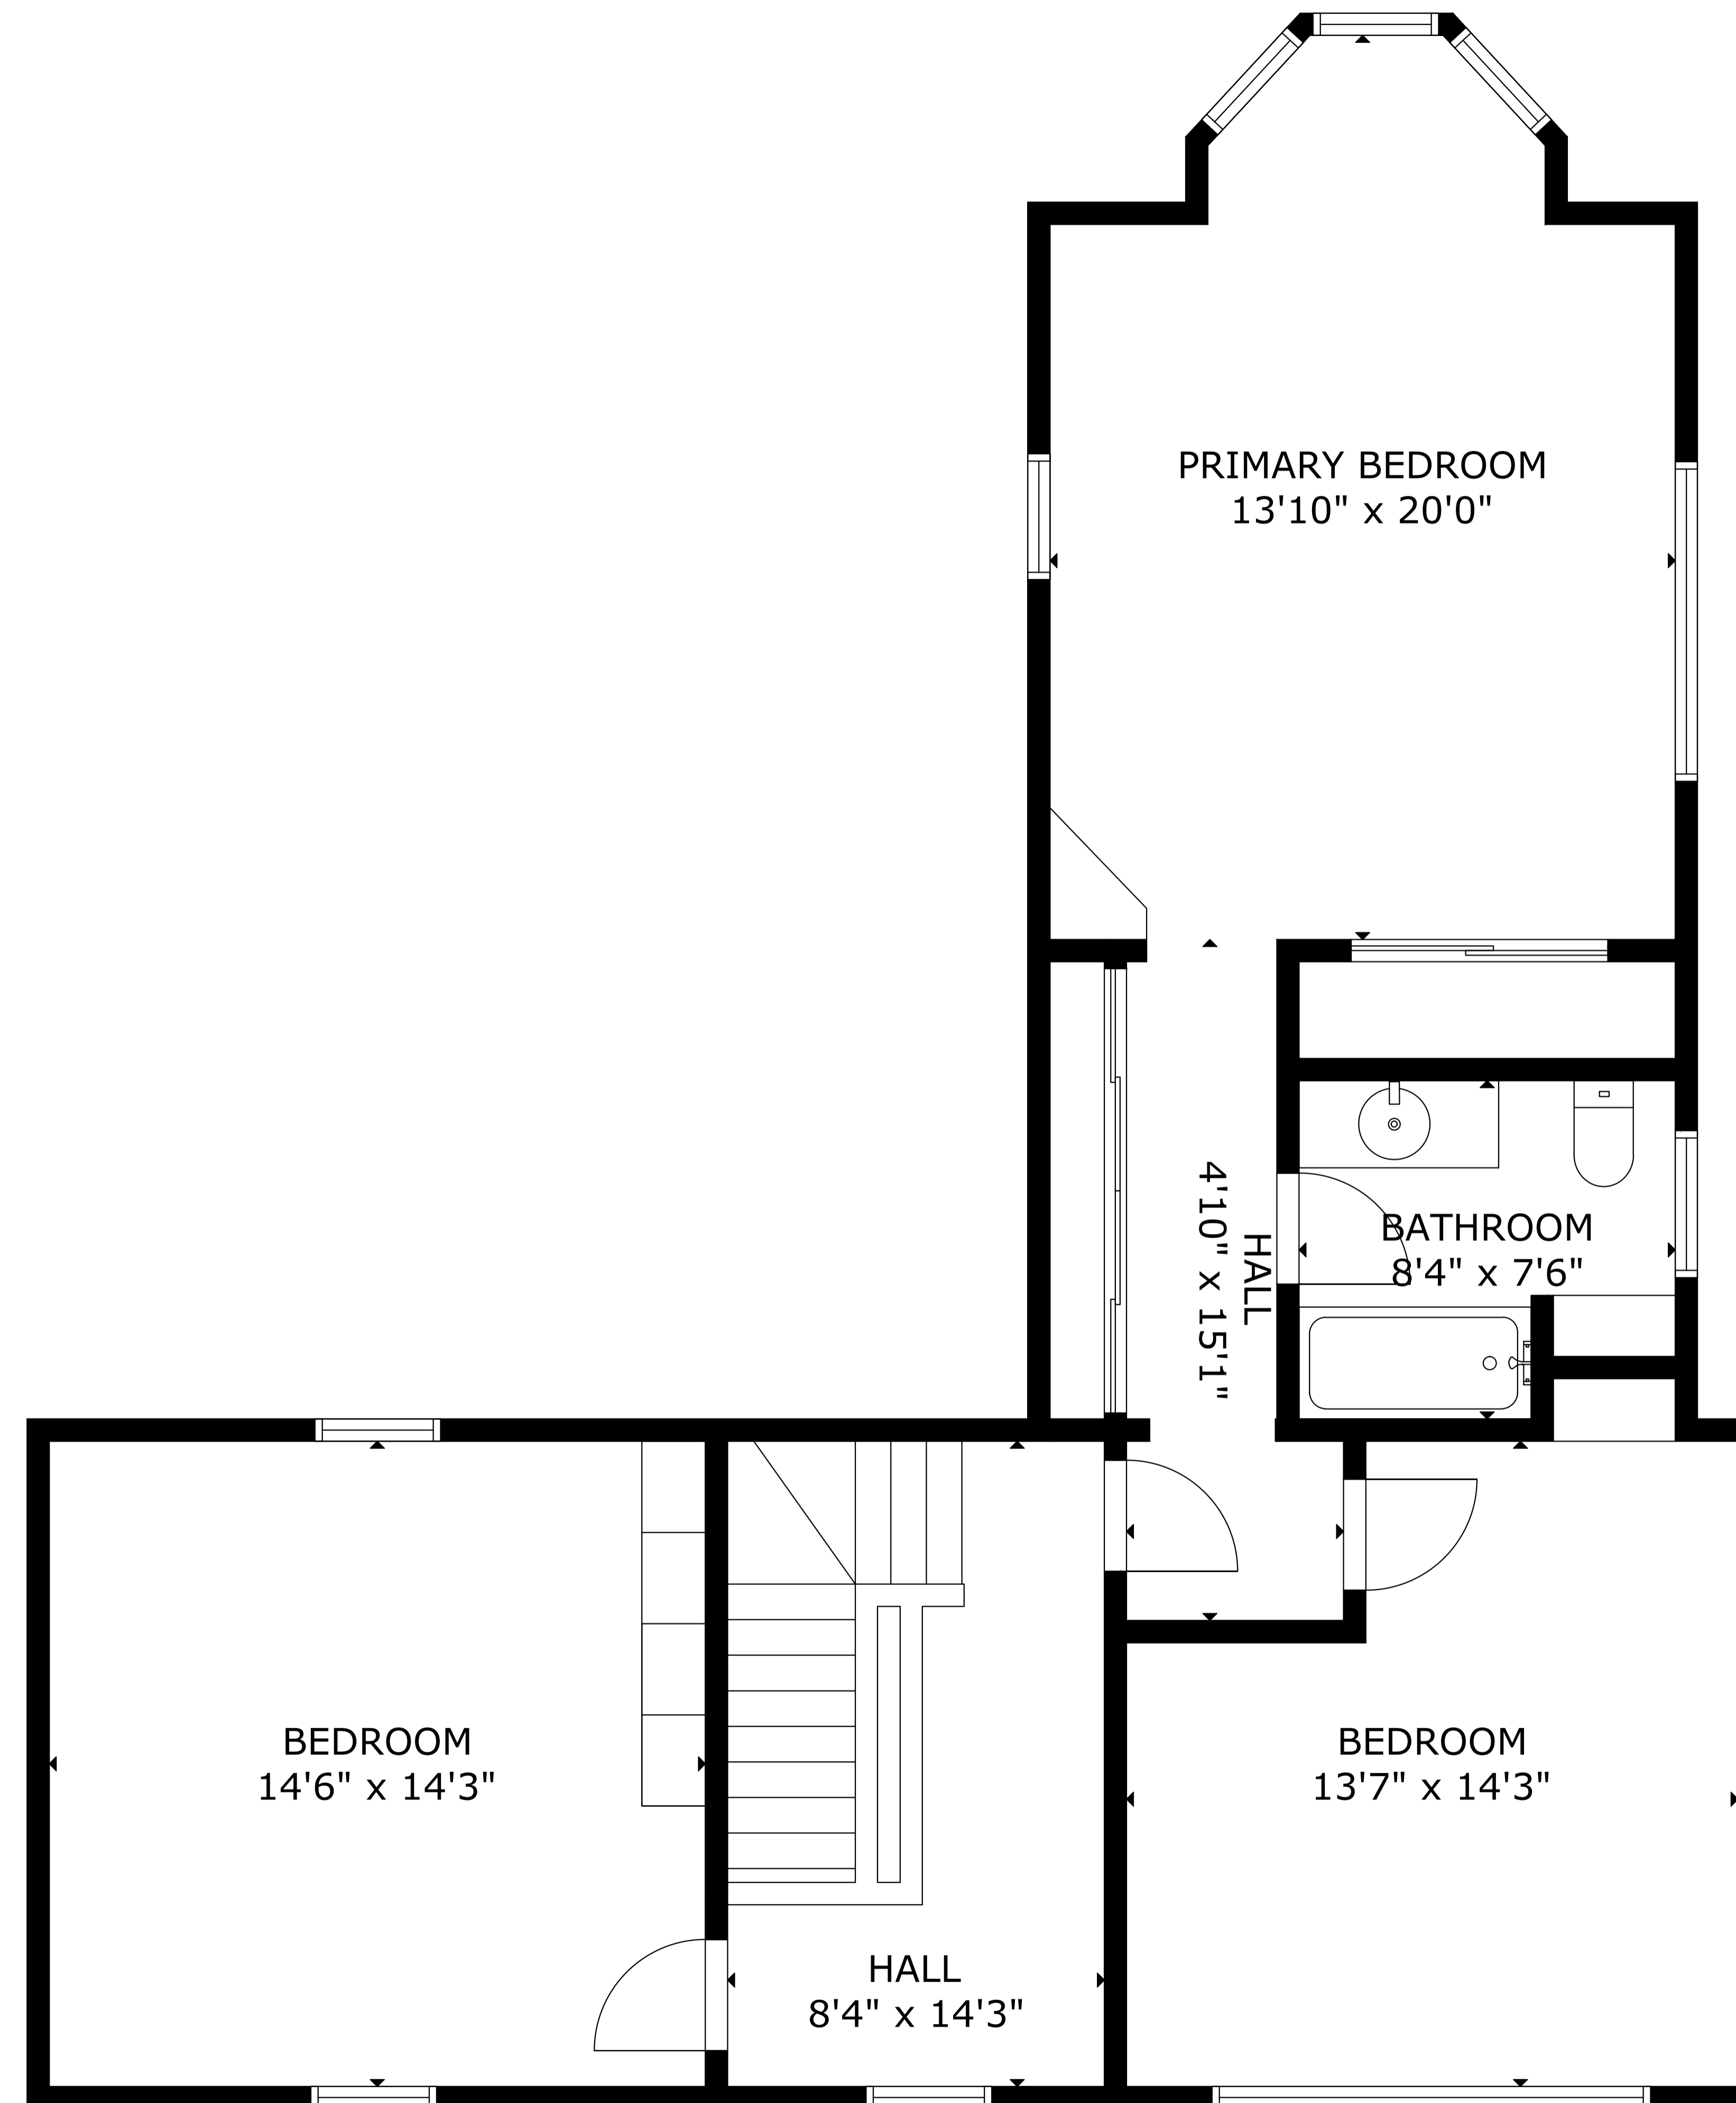 PRIMARY BEDROOM
13'10" x 20'0"
BATHROOM
8'4" x 7'6"
HALL
4'10" x 15'1"
BEDROOM
14'6" x 14'3"
BEDROOM
13'7" x 14'3"
HALL
8'4" x 14'3"